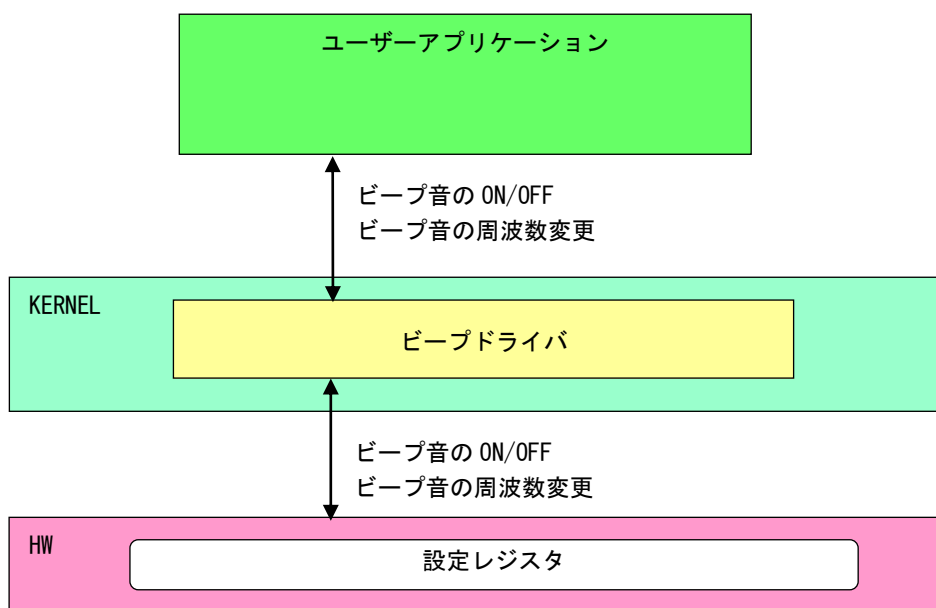 ユーザーアプリケーション
ビープ音の ON/OFF
ビープ音の周波数変更
KERNEL
ビープドライバ
ビープ音の ON/OFF
ビープ音の周波数変更
HW
設定レジスタ